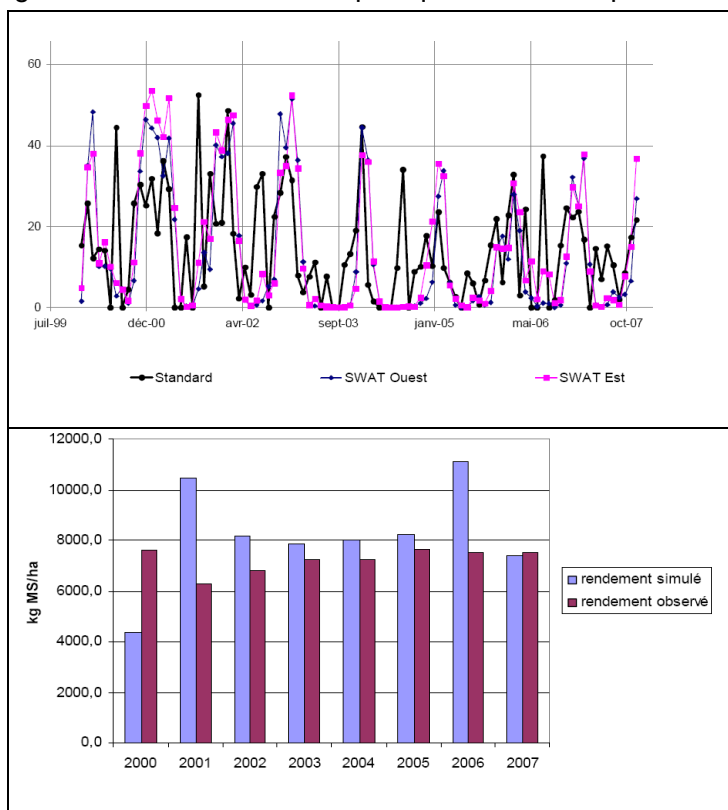 60
40
20
0
juil-99 déc-00 avr-02 sept-03 janv-05 mai-06 oct-07
Standard SWAT Ouest SWAT Est
12000,0
10000,0
8000,0
6000,0
4000,0
2000,0
0,0
kg MS/ha
2000 2001 2002 2003 2004 2005 2006 2007
rendement simulé
rendement observé